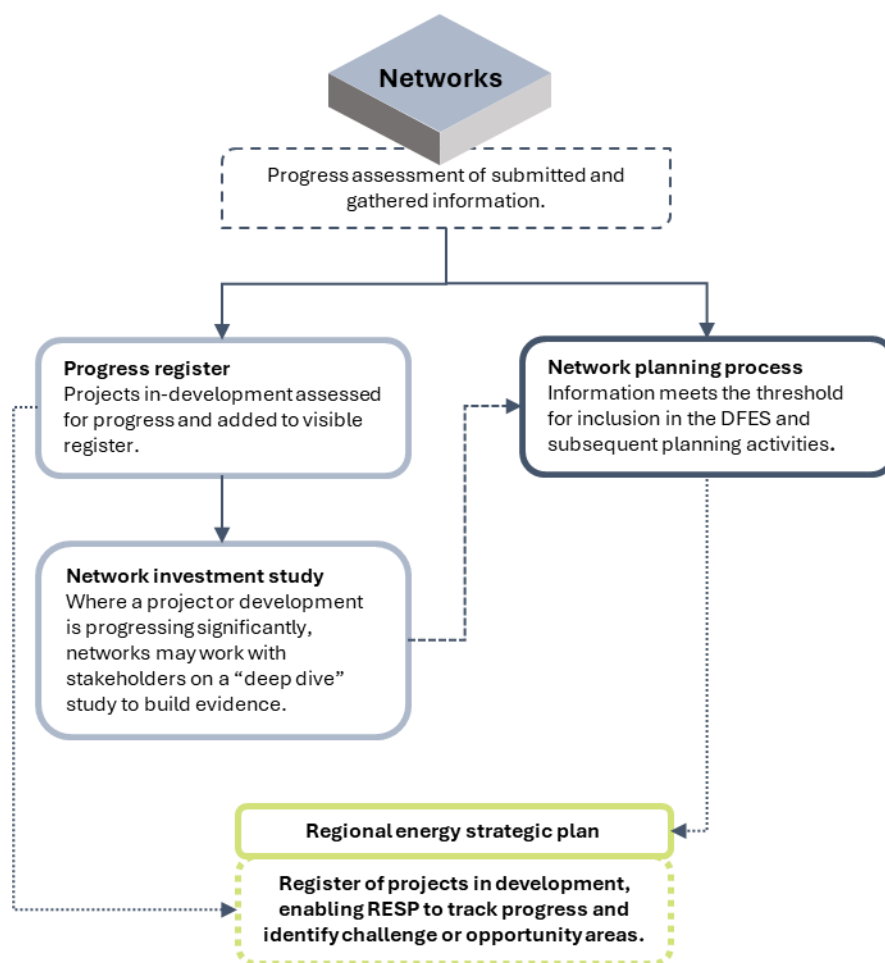 Networks
Progress assessment of submitted and
gathered information.
Progress register
Projects in-development assessed
for progress and added to visible
register.
Network planning process
Information meets the threshold
for inclusion in the DFES and
subsequent planning activities.
Network investment study
Where a project or development
is progressing significantly,
networks may work with
stakeholders on a “deep dive”
study to build evidence.
Regional energy strategic plan
Register of projects in development,
enabling RESP to track progress and
identify challenge or opportunity areas.